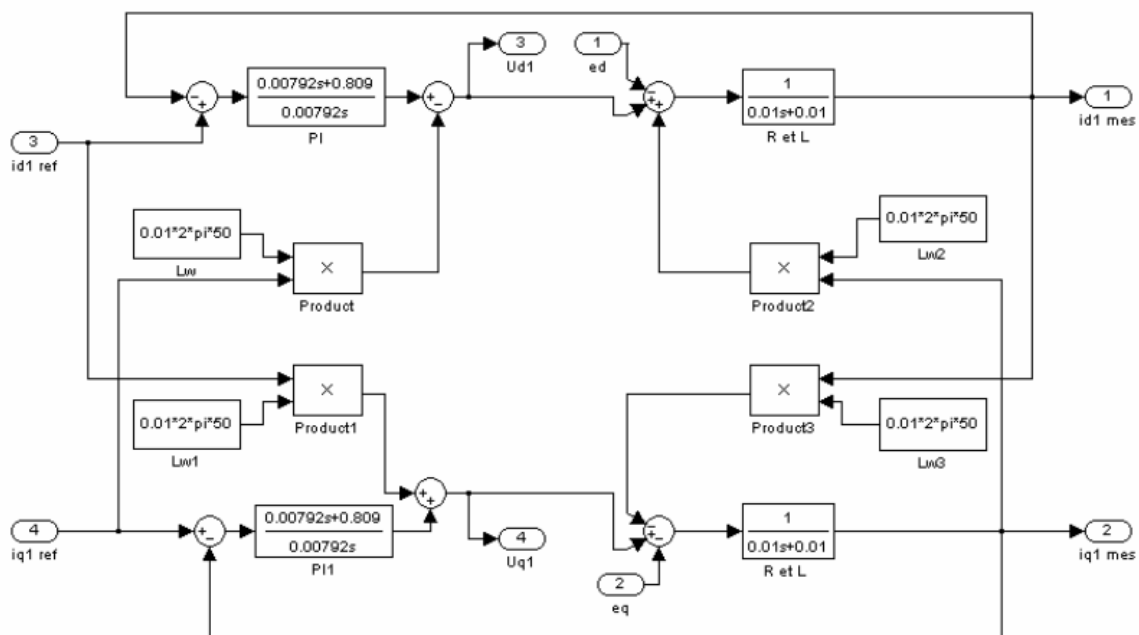 3
Ud1
1
ed
0.00792s+0.809
0.00792s
PI
1
0.01s+0.01
R et L
1
id1 mes
3
id1 ref
0.01*2*pi*50
Lw
×
Product
×
Product2
0.01*2*pi*50
Lw2
×
Product1
0.01*2*pi*50
Lw1
×
Product3
0.01*2*pi*50
Lw3
4
iq1 ref
0.00792s+0.809
0.00792s
PI1
4
Uq1
2
eq
1
0.01s+0.01
R et L
2
iq1 mes